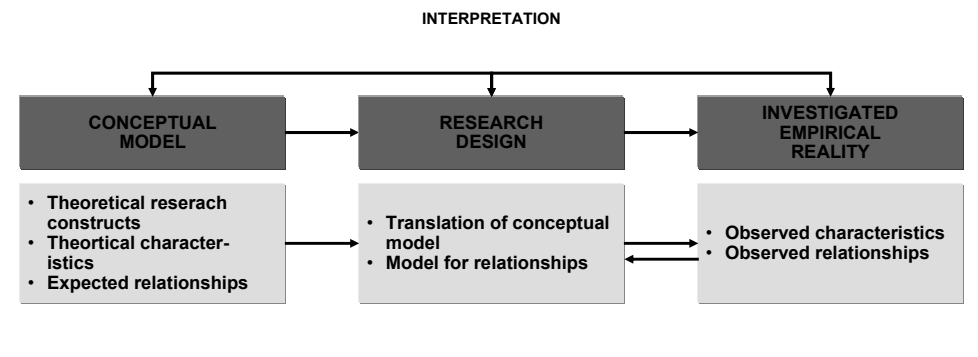 INTERPRETATION
CONCEPTUAL
MODEL
RESEARCH
DESIGN
INVESTIGATED
EMPIRICAL
REALITY
• Theoretical reserach
constructs
• Theortical character-
istics
• Expected relationships
• Translation of conceptual
model
• Model for relationships
• Observed characteristics
• Observed relationships